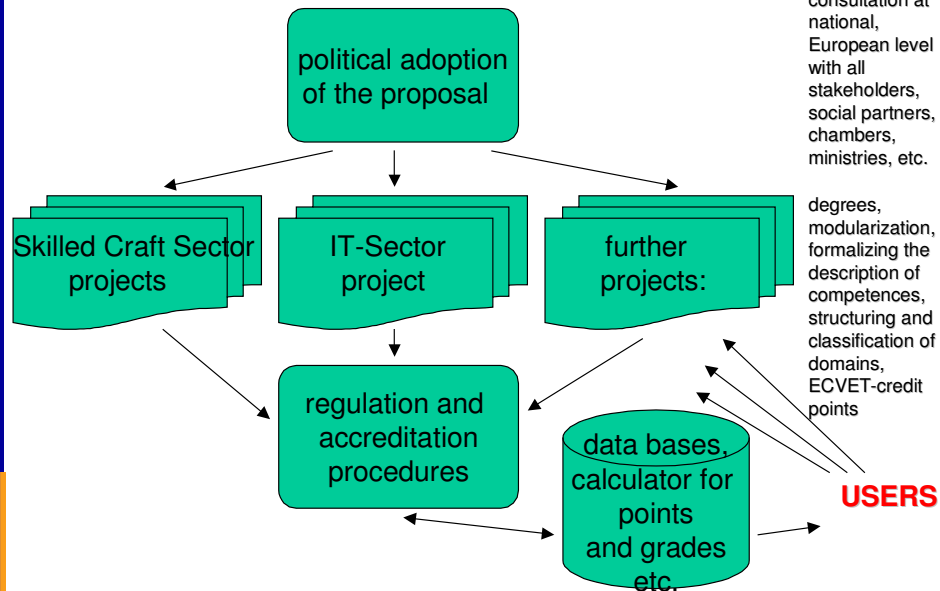 political adoption
of the proposal
consultation at
national,
European level
with all
stakeholders,
social partners,
chambers,
ministries, etc.
Skilled Craft Sector
projects
IT-Sector
project
further
projects:
degrees,
modularization,
formalizing the
description of
competences,
structuring and
classification of
domains,
ECVET-credit
points
regulation and
accreditation
procedures
data bases,
calculator for
points
and grades
etc.
USERS